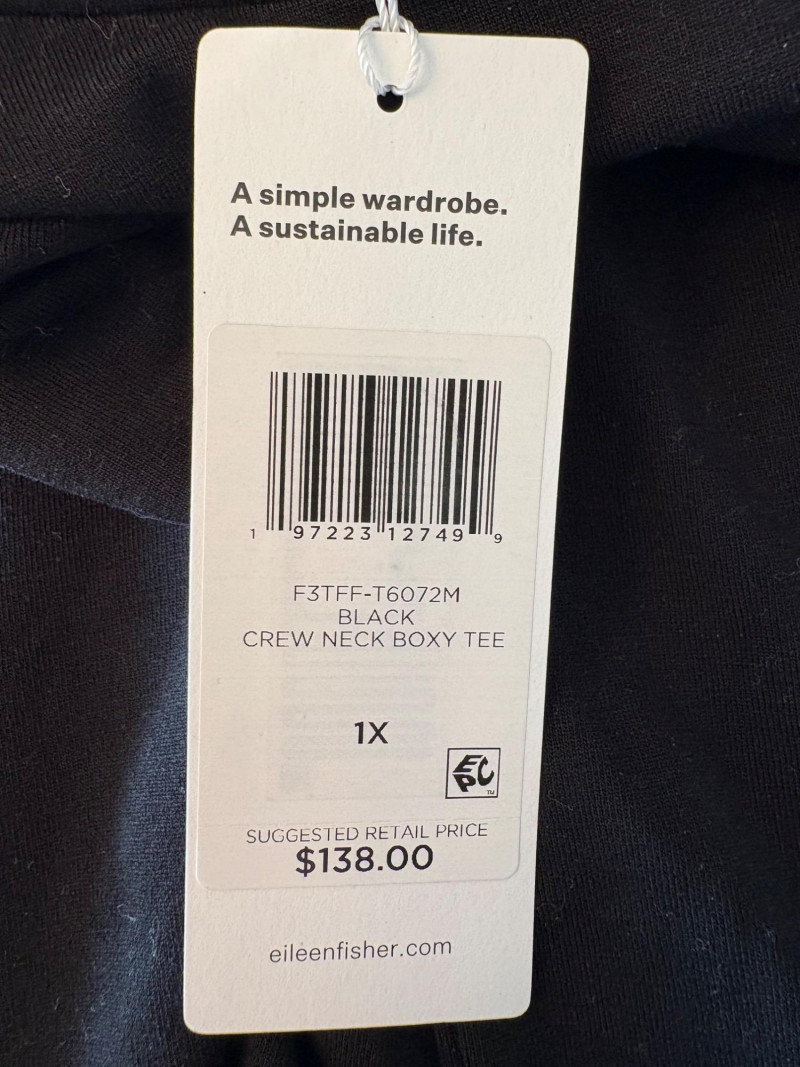 A simple wardrobe.
A sustainable life.
1 97223 12749 9
F3TFF-T6072M
BLACK
CREW NECK BOXY TEE
1X
EPC
TM
SUGGESTED RETAIL PRICE
$138.00
eileenfisher.com